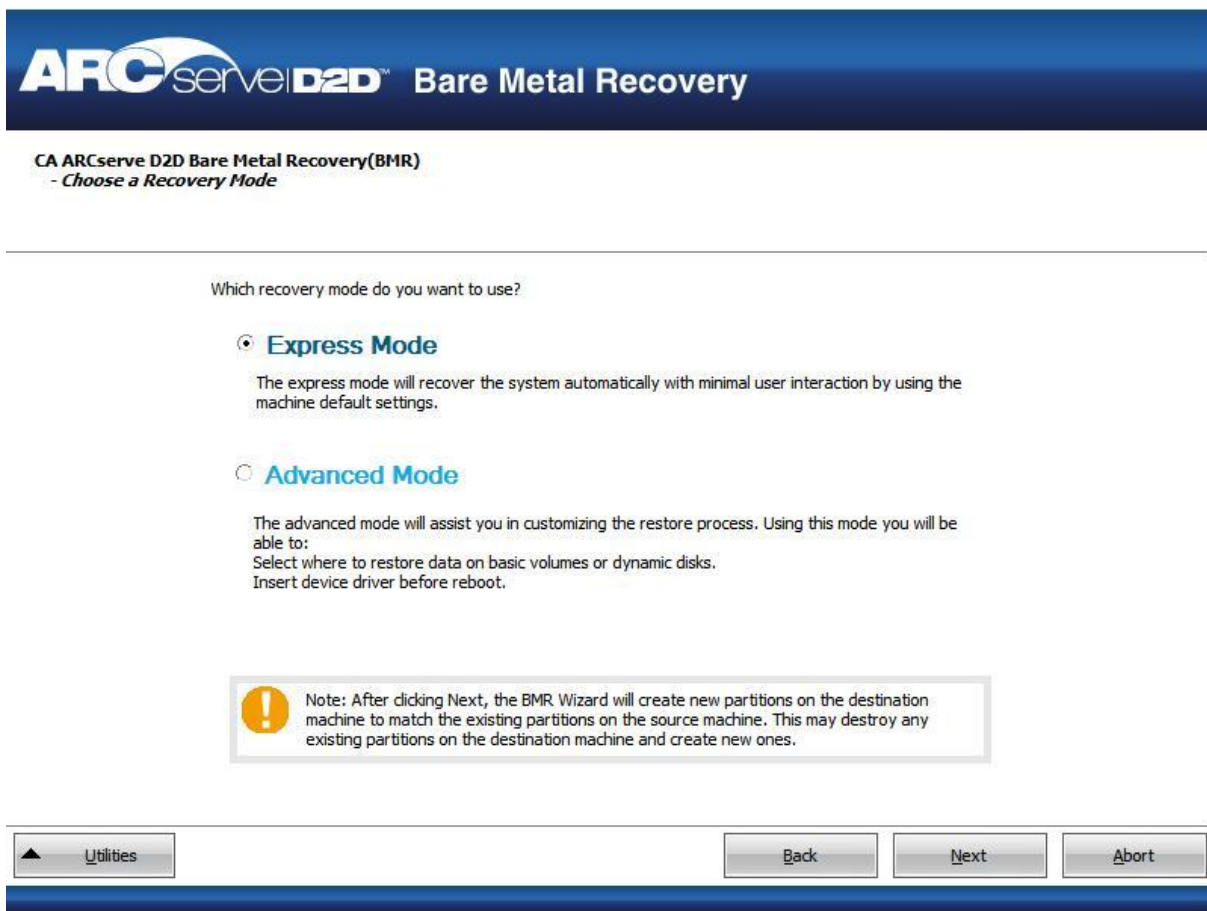 ARCserve D2D™ Bare Metal Recovery
CA ARCserve D2D Bare Metal Recovery(BMR)
- Choose a Recovery Mode
Which recovery mode do you want to use?
Express Mode
The express mode will recover the system automatically with minimal user interaction by using the
machine default settings.
Advanced Mode
The advanced mode will assist you in customizing the restore process. Using this mode you will be
able to:
Select where to restore data on basic volumes or dynamic disks.
Insert device driver before reboot.
Note: After clicking Next, the BMR Wizard will create new partitions on the destination
machine to match the existing partitions on the source machine. This may destroy any
existing partitions on the destination machine and create new ones.
Utilities
Back
Next
Abort